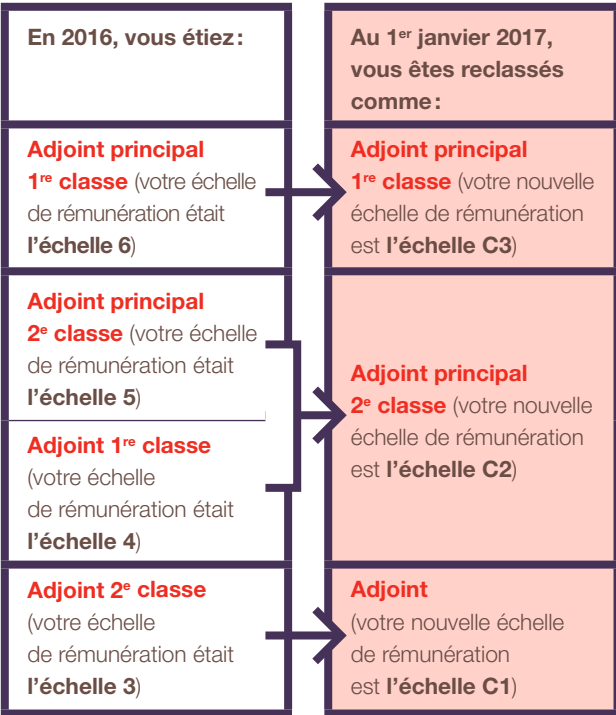 En 2016, vous étiez :
Au 1er janvier 2017,
vous êtes reclassés
comme :
Adjoint principal
1re classe (votre échelle
de rémunération était
l’échelle 6)
Adjoint principal
1re classe (votre nouvelle
échelle de rémunération
est l’échelle C3)
Adjoint principal
2e classe (votre échelle
de rémunération était
l’échelle 5)
Adjoint 1re classe
(votre échelle
de rémunération était
l’échelle 4)
Adjoint principal
2e classe (votre nouvelle
échelle de rémunération
est l’échelle C2)
Adjoint 2e classe
(votre échelle
de rémunération était
l’échelle 3)
Adjoint
(votre nouvelle échelle
de rémunération
est l’échelle C1)